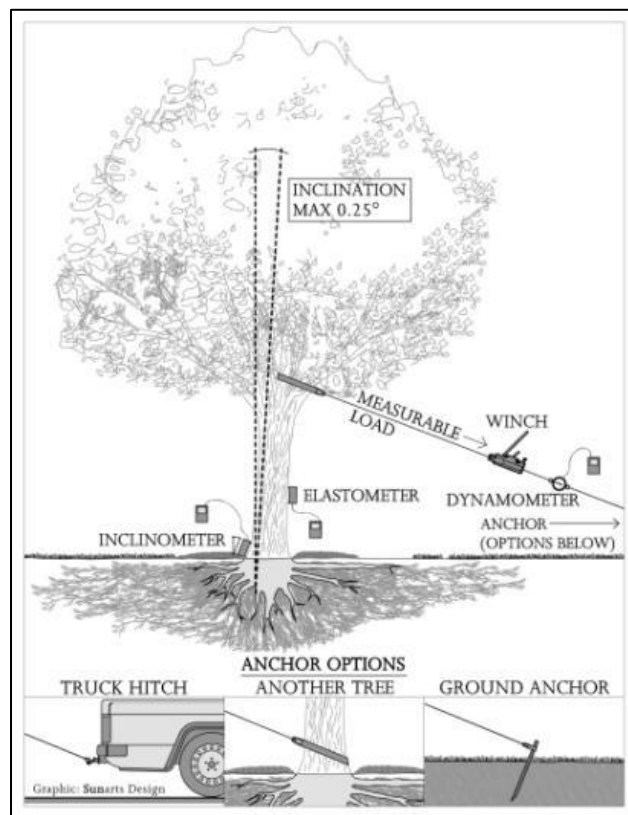 INCLINATION
MAX 0.25°
MEASURABLE
LOAD
WINCH
ELASTOMETER
DYNAMOMETER
INCLINOMETER
ANCHOR
(OPTIONS BELOW)
ANCHOR OPTIONS
TRUCK HITCH
ANOTHER TREE
GROUND ANCHOR
Graphic: Sunarts Design